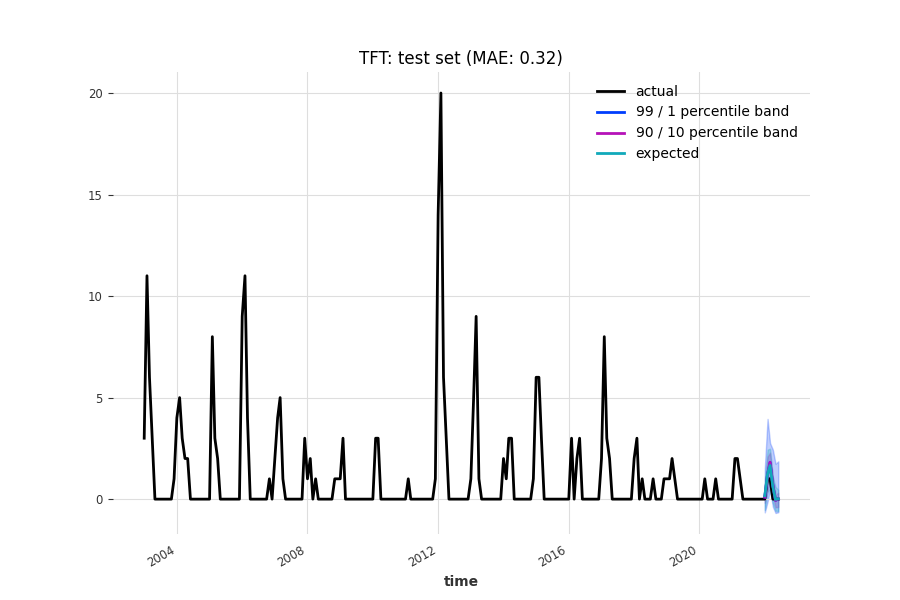 TFT: test set (MAE: 0.32)
actual
99 / 1 percentile band
90 / 10 percentile band
expected
20
15
10
5
0
2004
2008
2012
2016
2020
time